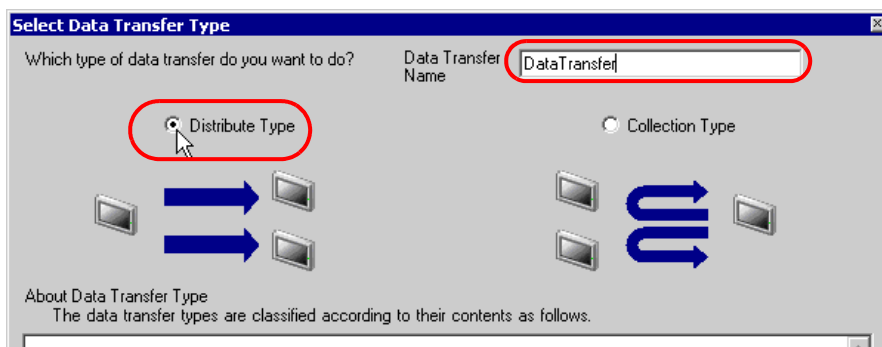 Select Data Transfer Type
Which type of data transfer do you want to do?
Data Transfer
Name
DataTransfer
Distribute Type
Collection Type
About Data Transfer Type
The data transfer types are classified according to their contents as follows.